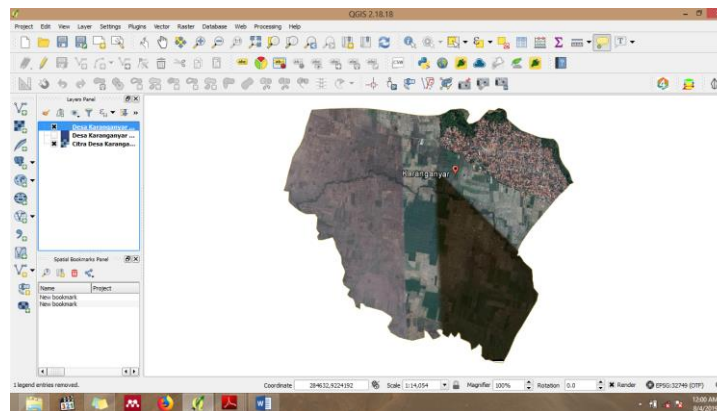 QGIS 2.18.18
Project Edit View Layer Settings Plugins Vector Raster Database Web Processing Help
Layers Panel
Desa Karanganyar ...
Desa Karanganyar ...
Citra Desa Karanga...
Karanganyar
Spatial Bookmarks Panel
Name Project
New bookmark
New bookmark
1 legend entries removed.
Coordinate 284632,9224192 Scale 1:14,054 Magnifier 100% Rotation 0.0 Render EPSG:32749 (OTF)
12:00 AM